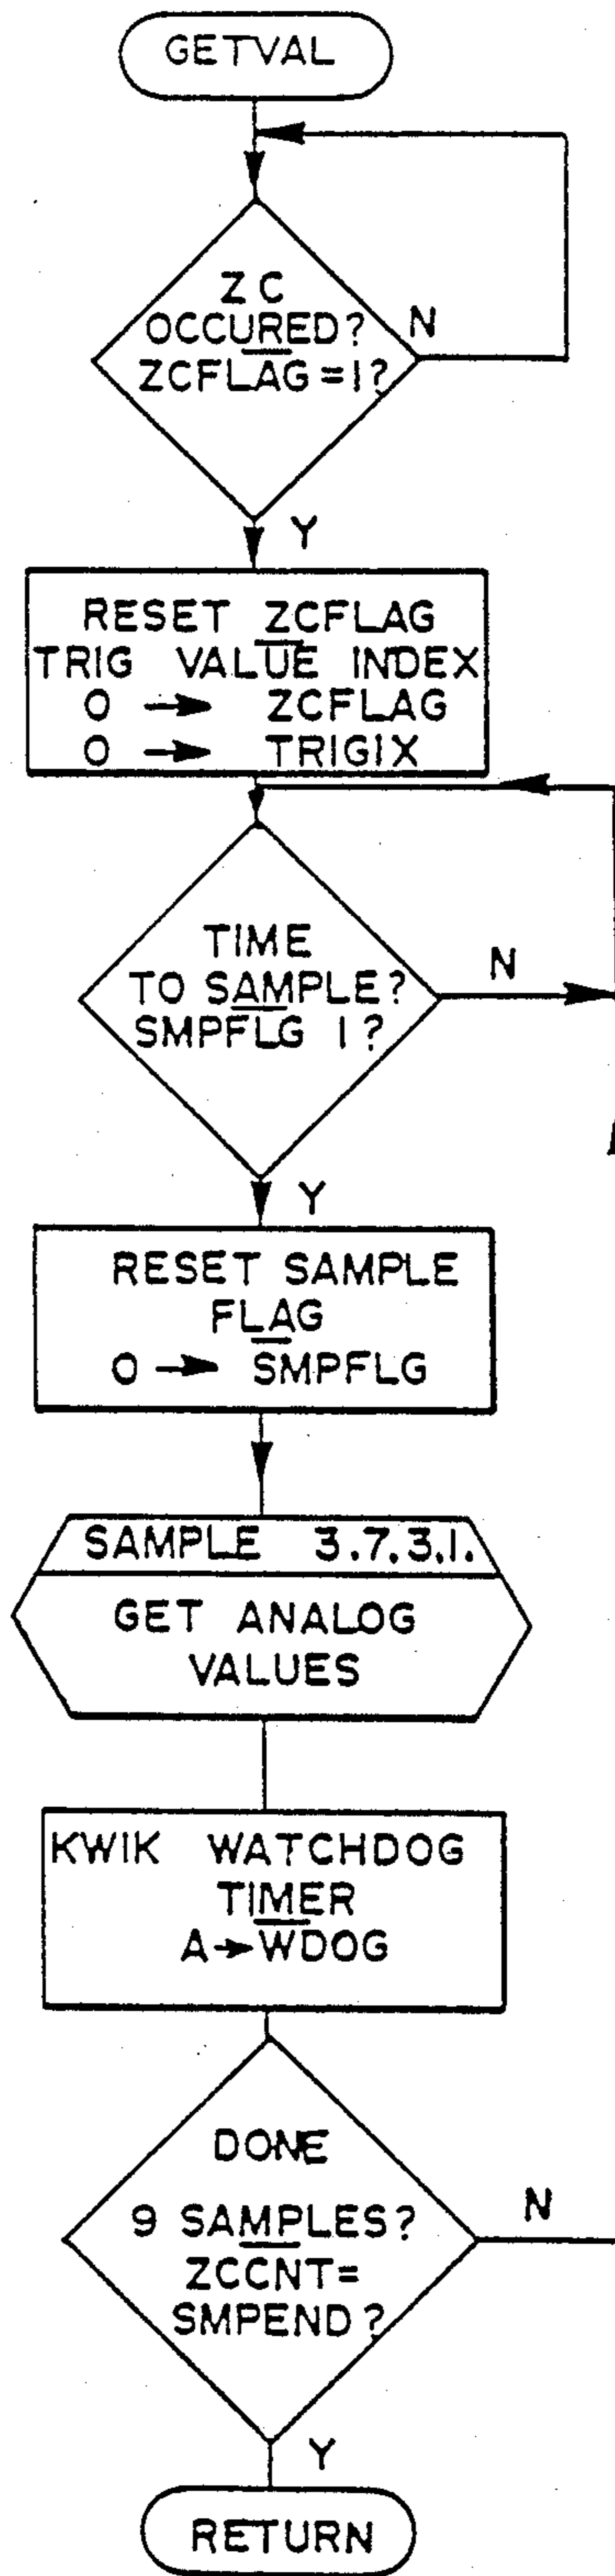 GETVAL
ZC
OCCURED?
ZCFLAG=1?
N
Y
RESET ZCFLAG
TRIG VALUE INDEX
0 → ZCFLAG
0 → TRIGIX
TIME
TO SAMPLE?
SMPFLG 1?
N
Y
RESET SAMPLE
FLAG
0 → SMPFLG
SAMPLE 3.7.3.1.
GET ANALOG
VALUES
KWIK WATCHDOG
TIMER
A→WDOG
DONE
9 SAMPLES?
ZCCNT=
SMPEND?
N
Y
RETURN